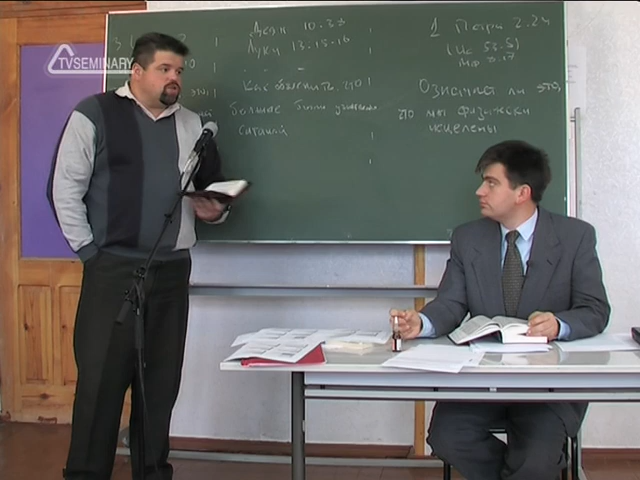 TVSEMINARY
Деян 10-38
Луки 13-15-16
Как объяснить, что
больные были угнетены
сатаной
1 Петра 2.24
(Ис 53.5)
Мф 8.17
Означает ли это,
что мы физически
исцелены